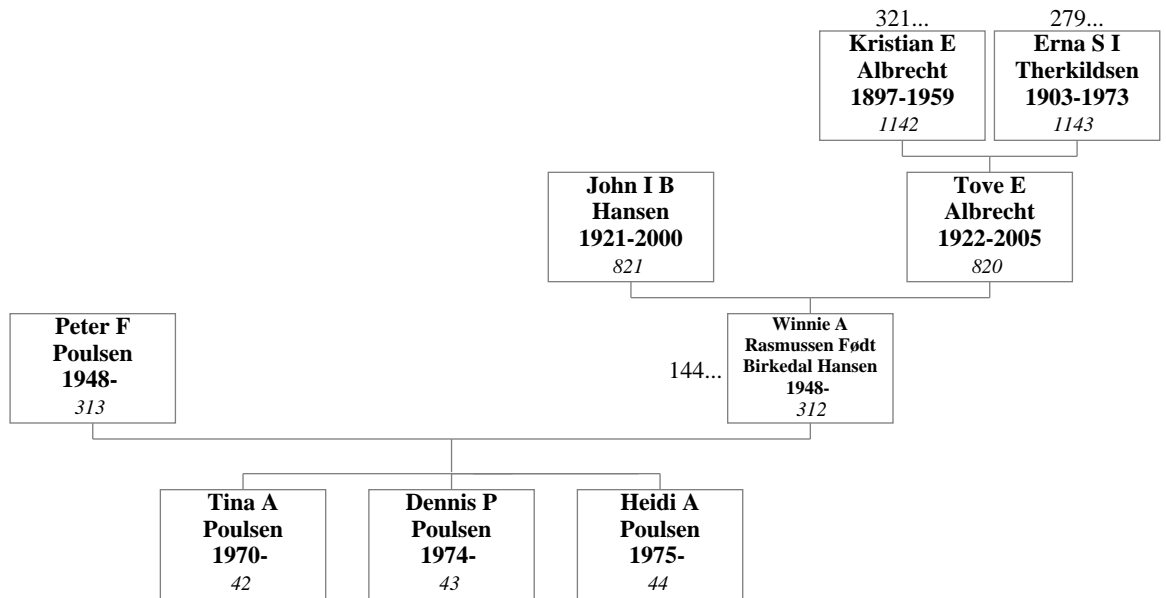 321...
279...
Kristian E
Albrecht
1897-1959
1142
Erna S I
Therkildsen
1903-1973
1143
John I B
Hansen
1921-2000
821
Tove E
Albrecht
1922-2005
820
Peter F
Poulsen
1948-
313
144...
Winnie A
Rasmussen Født
Birkedal Hansen
1948-
312
Tina A
Poulsen
1970-
42
Dennis P
Poulsen
1974-
43
Heidi A
Poulsen
1975-
44